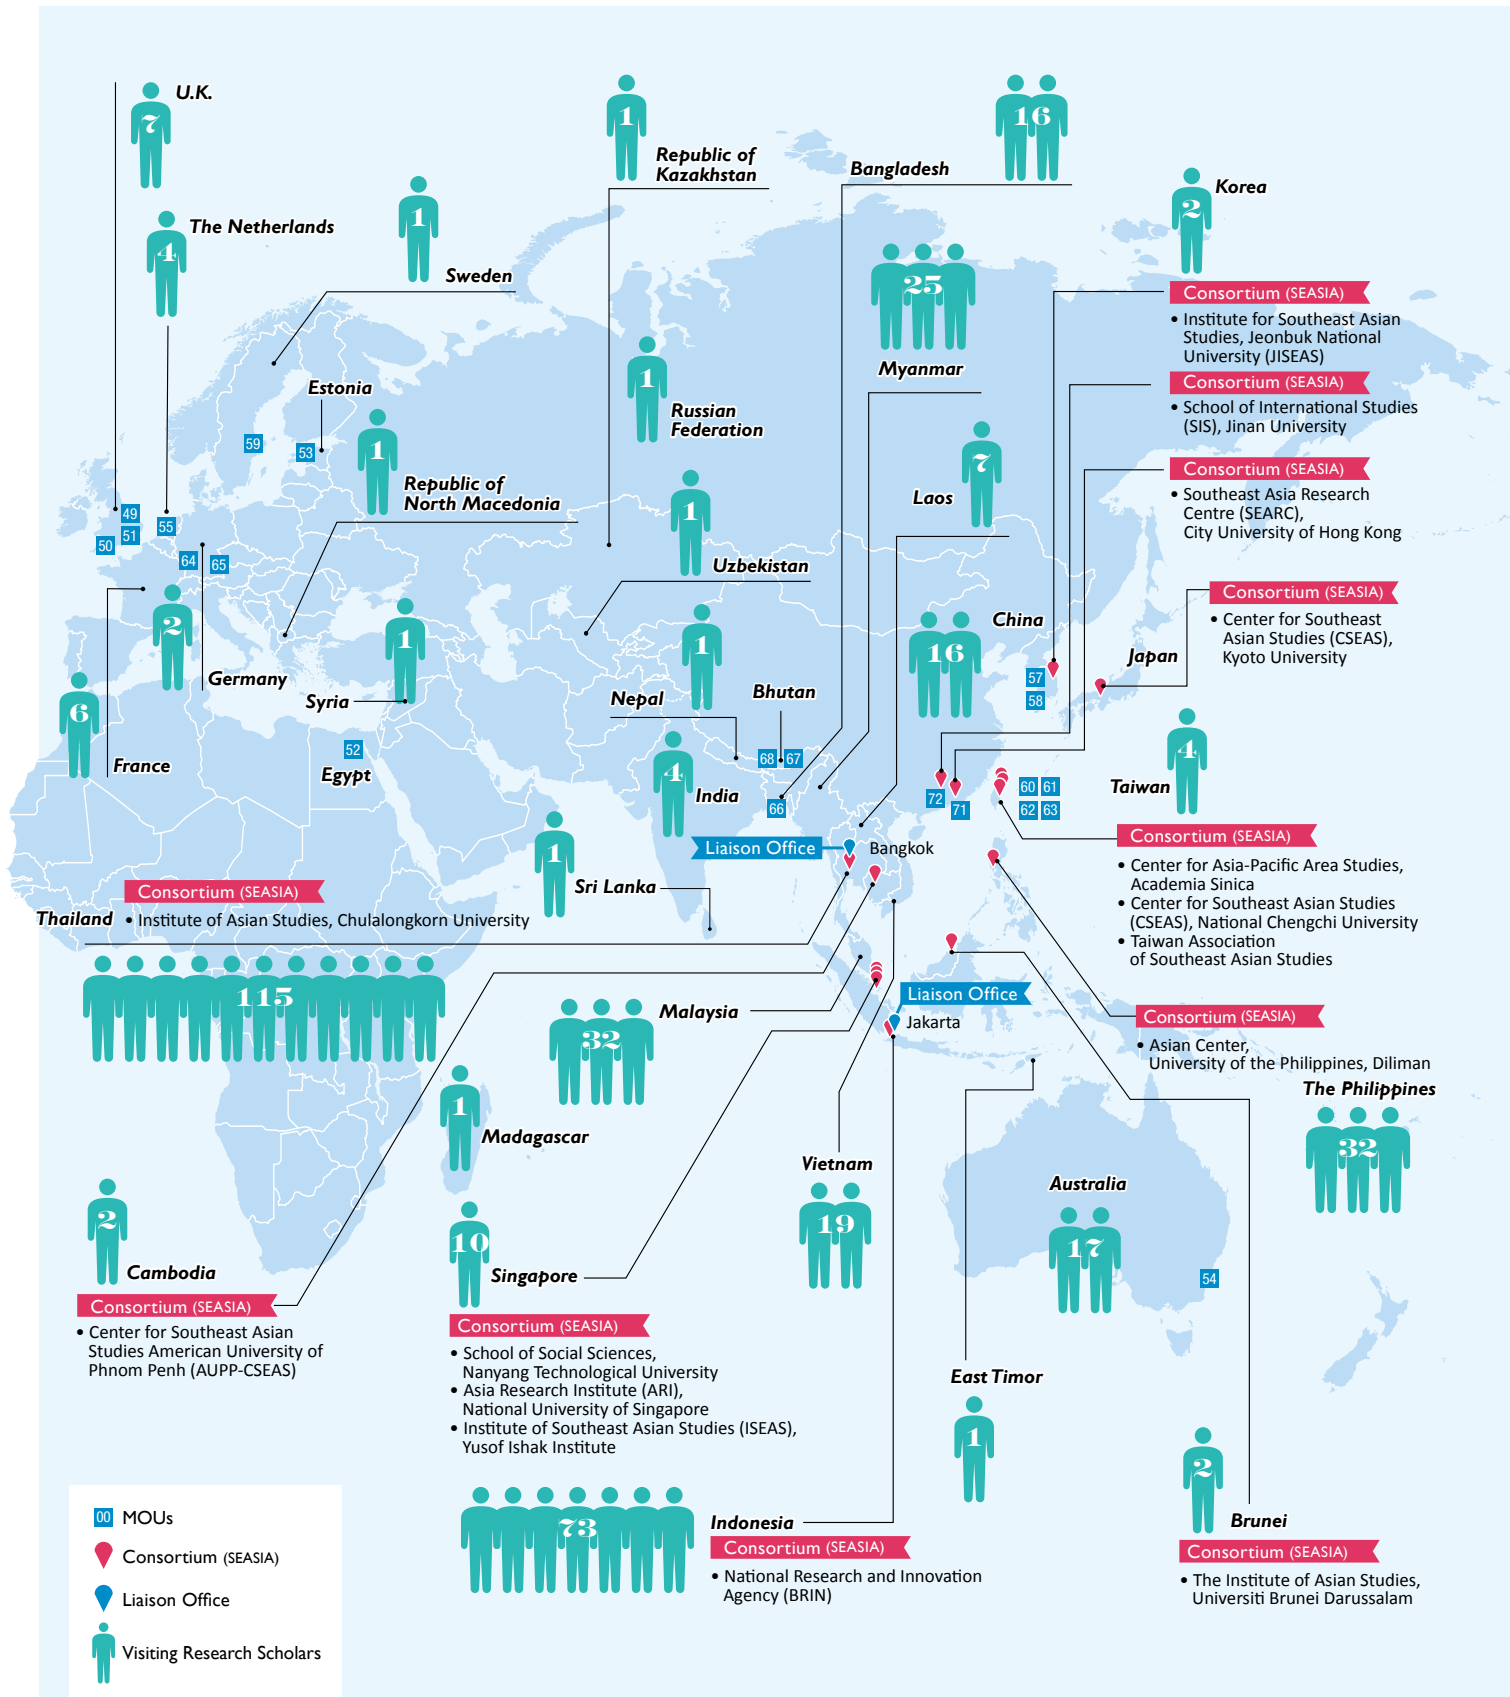 U.K.
7
The Netherlands
4
1
Sweden
1
Republic of
Kazakhstan
16
Bangladesh
2
Korea
Consortium (SEASIA)
• Institute for Southeast Asian
Studies, Jeonbuk National
University (JISEAS)
Consortium (SEASIA)
• School of International Studies
(SIS), Jinan University
Consortium (SEASIA)
• Southeast Asia Research
Centre (SEARC),
City University of Hong Kong
25
Myanmar
1
Russian
Federation
Estonia
59
53
1
Republic of
North Macedonia
7
Laos
1
Uzbekistan
49
51
50
55
64
65
2
Germany
6
France
1
Syria
52
Egypt
1
Nepal
Bhutan
68
67
66
4
India
16
China
57
58
Consortium (SEASIA)
• Center for Southeast
Asian Studies (CSEAS),
Kyoto University
Japan
4
Taiwan
72
71
60
61
62
63
Consortium (SEASIA)
• Center for Asia-Pacific Area Studies,
Academia Sinica
• Center for Southeast Asian Studies
(CSEAS), National Chengchi University
• Taiwan Association
of Southeast Asian Studies
Liaison Office
Bangkok
1
Sri Lanka
Consortium (SEASIA)
Thailand
• Institute of Asian Studies, Chulalongkorn University
115
32
Malaysia
Liaison Office
Jakarta
Consortium (SEASIA)
• Asian Center,
University of the Philippines, Diliman
The Philippines
32
1
Madagascar
Vietnam
19
Australia
17
54
2
Cambodia
Consortium (SEASIA)
• Center for Southeast Asian
Studies American University of
Phnom Penh (AUPP-CSEAS)
10
Singapore
Consortium (SEASIA)
• School of Social Sciences,
Nanyang Technological University
• Asia Research Institute (ARI),
National University of Singapore
• Institute of Southeast Asian Studies (ISEAS),
Yusof Ishak Institute
East Timor
1
2
Brunei
Consortium (SEASIA)
• The Institute of Asian Studies,
Universiti Brunei Darussalam
73
Indonesia
Consortium (SEASIA)
• National Research and Innovation
Agency (BRIN)
00 MOUs
Consortium (SEASIA)
Liaison Office
Visiting Research Scholars